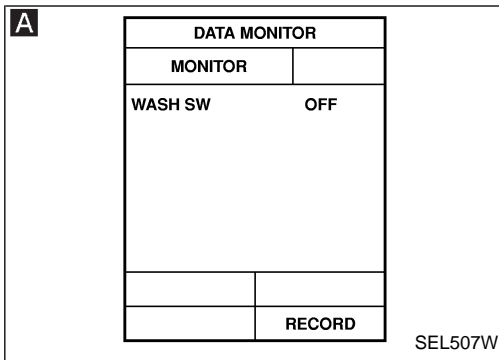 A
DATA MONITOR
MONITOR
WASH SW OFF
RECORD
SEL507W